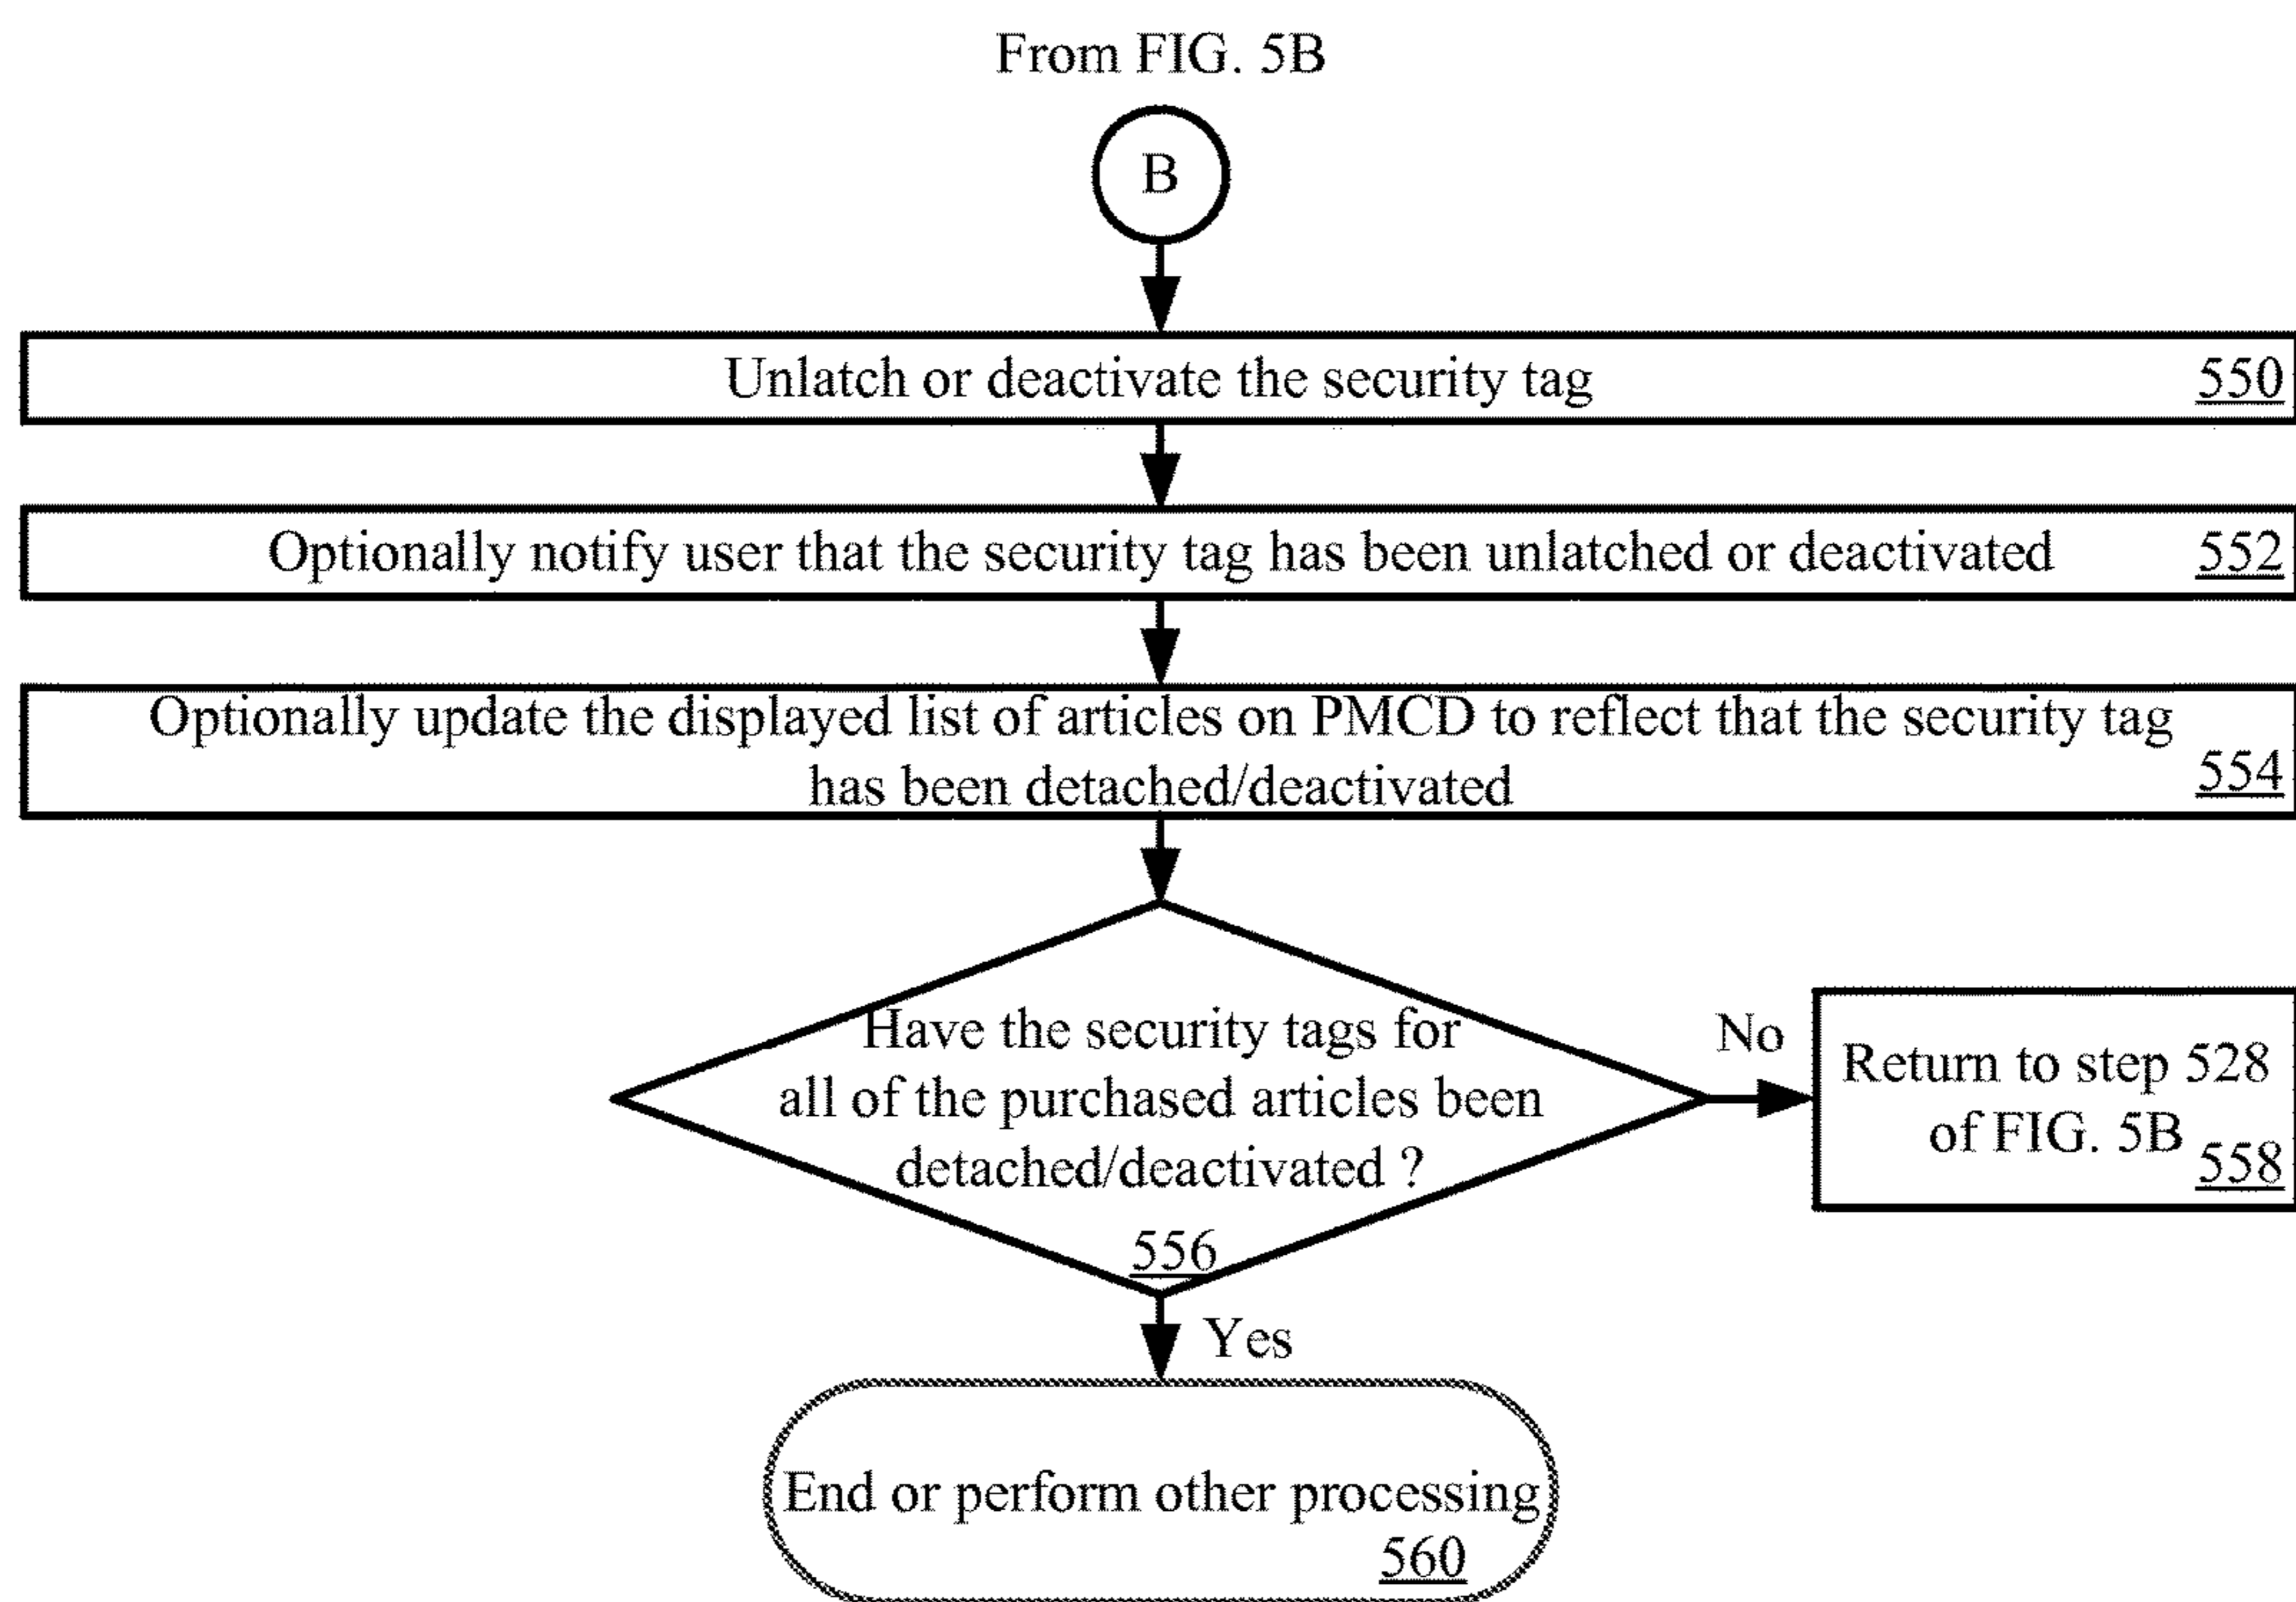 From FIG. 5B
B
Unlatch or deactivate the security tag 550
Optionally notify user that the security tag has been unlatched or deactivated 552
Optionally update the displayed list of articles on PMCD to reflect that the security tag
has been detached/deactivated 554
Have the security tags for
all of the purchased articles been
detached/deactivated ?
556
No
Return to step 528
of FIG. 5B 558
Yes
End or perform other processing
560